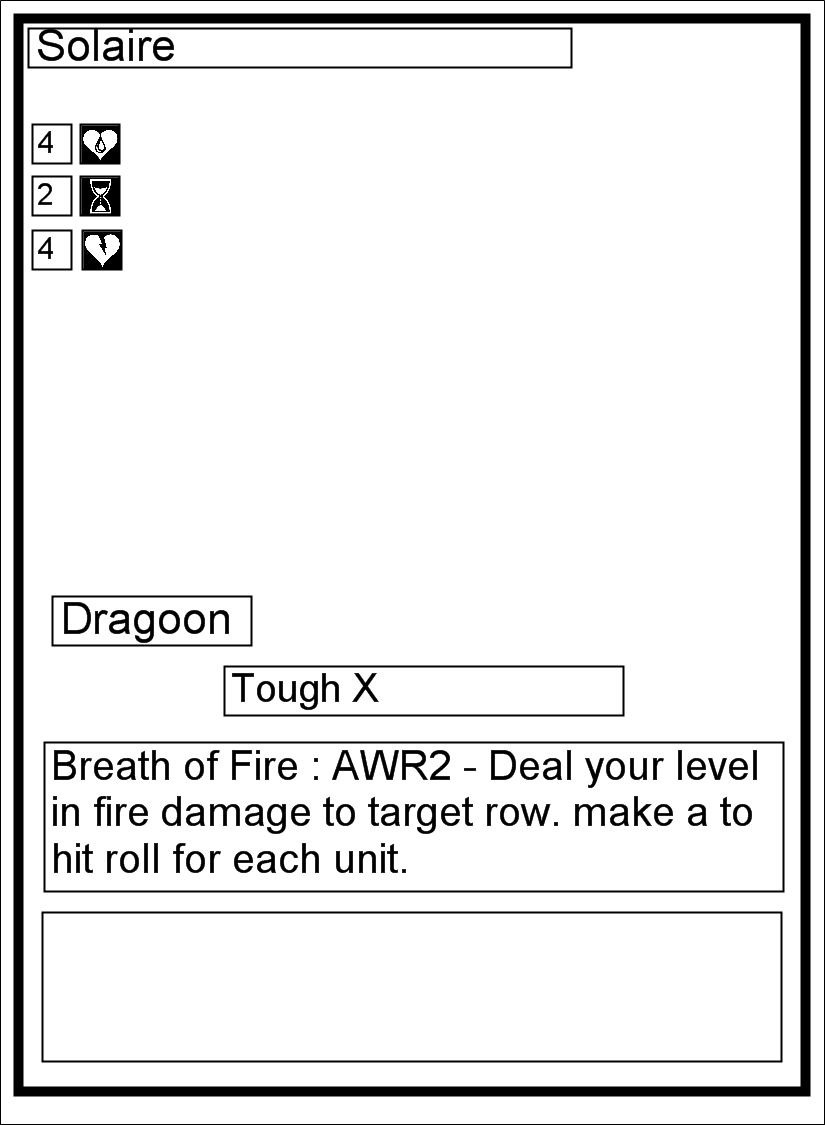 Solaire
4
2
4
Dragoon
Tough X
Breath of Fire : AWR2 - Deal your level
in fire damage to target row. make a to
hit roll for each unit.